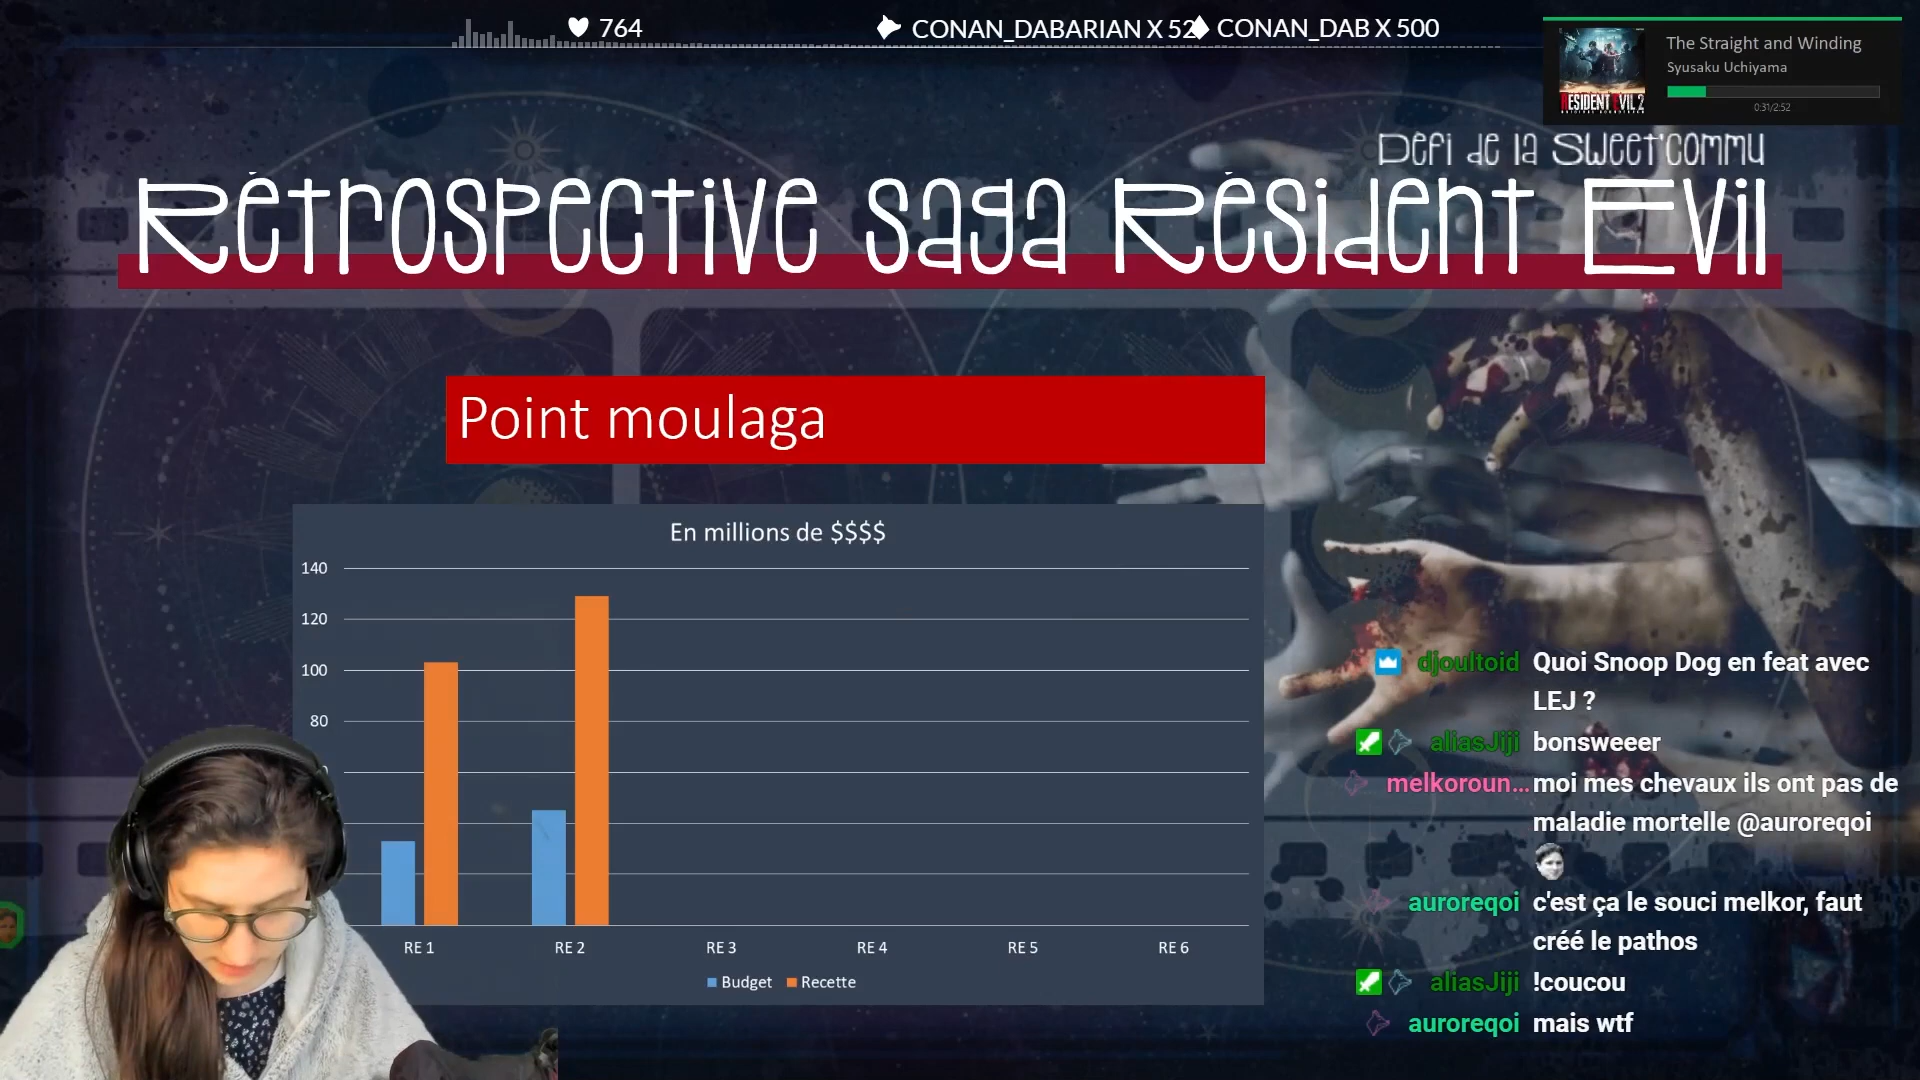 764
CONAN_DABARIAN X 52
CONAN_DAB X 500
The Straight and Winding
Syusaku Uchiyama
0:31/2:52
RESIDENT EVIL 2
Défi de la Sweet'commu
Rétrospective saga Résident Evil
Point moulaga
En millions de $$$$
140
120
100
80
RE 1 RE 2 RE 3 RE 4 RE 5 RE 6
Budget Recette
djoultoid Quoi Snoop Dog en feat avec
LEJ ?
aliasJiji bonsweeer
melkoroun... moi mes chevaux ils ont pas de
maladie mortelle @auroreqoi
auroreqoi c'est ça le souci melkor, faut
créé le pathos
aliasJiji !coucou
auroreqoi mais wtf